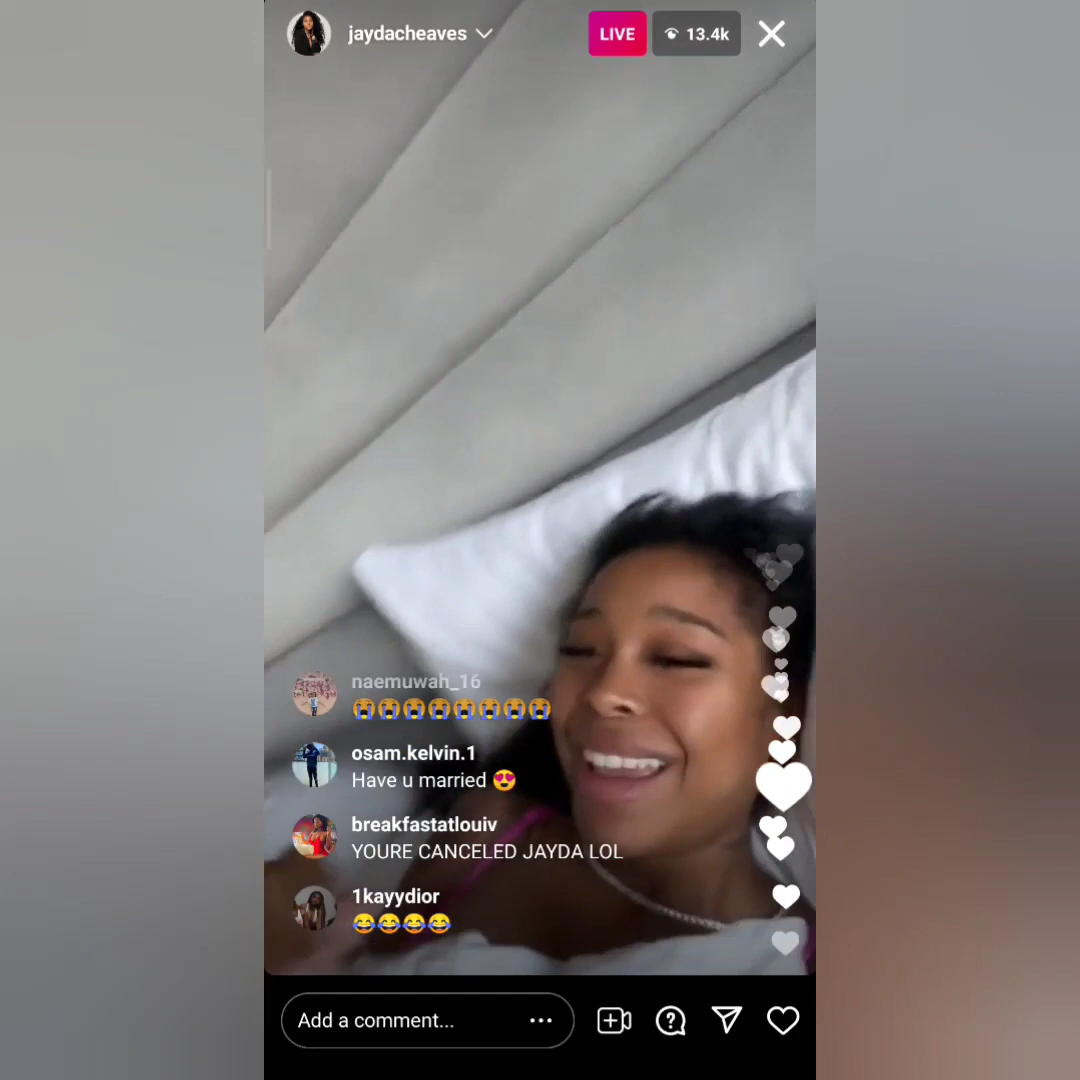 jaydacheaves
LIVE
13.4k
naemuwah_16
😭😭😭😭😭😭😭😭
osam.kelvin.1
Have u married 😍
breakfastatlouiv
YOURE CANCELED JAYDA LOL
1kayydior
😂😂😂😂
Add a comment...